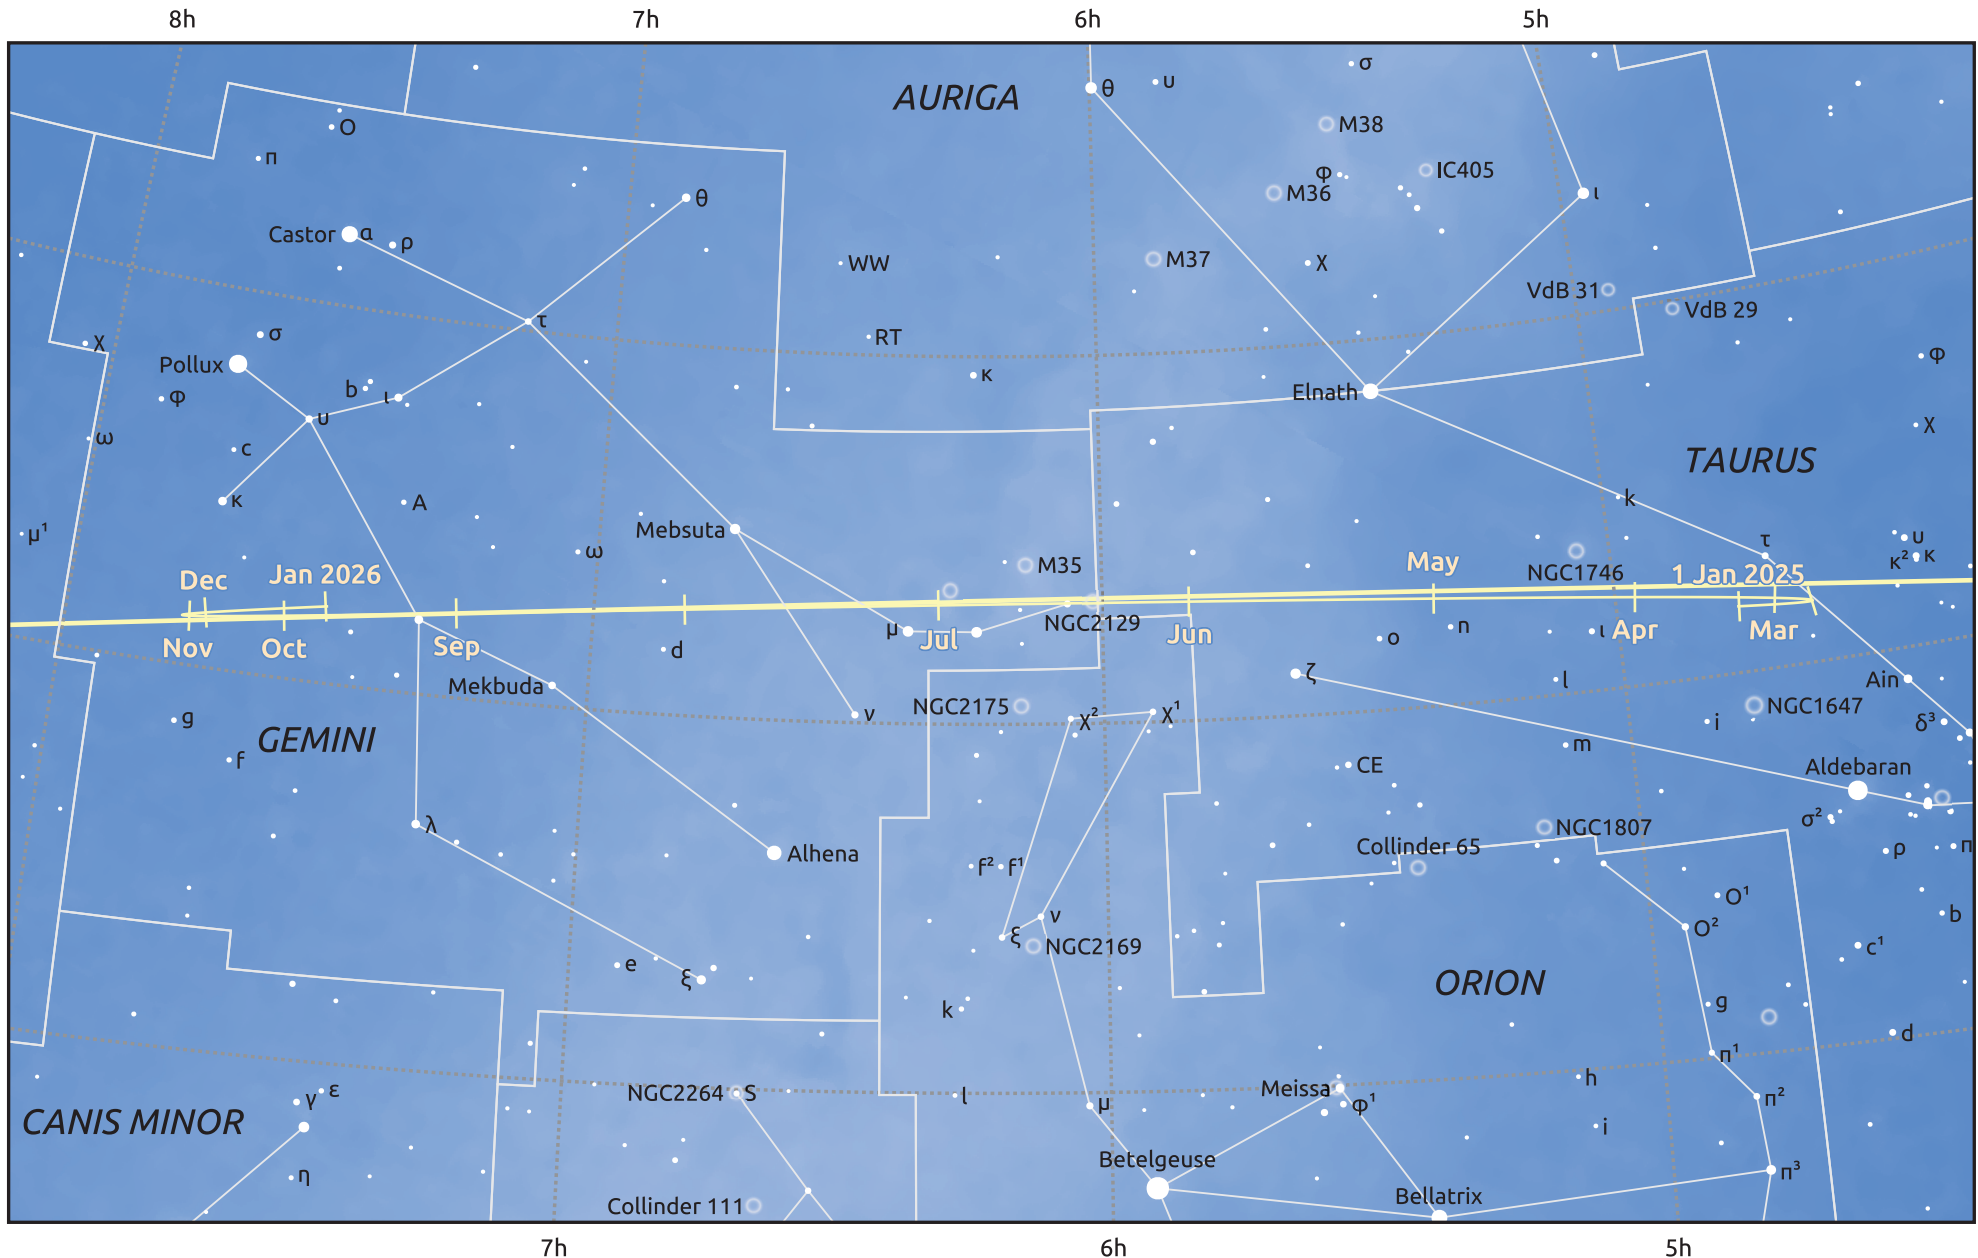 8h 7h 6h 5h
AURIGA
θ υ σ
M38
Ο
π
φ IC405
M36
θ ι
Castor α ρ
WW M37 χ
VdB 31
VdB 29
τ
σ RT
χ
Pollux φ
κ
b ι Elnath
φ
υ χ
ω c TAURUS
κ A k
μ¹ Mebsuta
ω τ υ
κ² κ
M35 May
NGC1746
Dec Jan 2026 1 Jan 2025
μ Jul NGC2129 Jun o n ι Apr Mar
Nov Oct Sep d
Mekbuda ζ l Ain
g ν NGC2175 χ² χ¹ i NGC1647 δ³
GEMINI
f m
CE Aldebaran
λ σ²
NGC1807
Alhena Collinder 65 ρ π
f² f¹
Ο¹
ν b
ξ Ο²
NGC2169 c¹
e
ξ ORION
k g
d
π¹
NGC2264 S l μ Meissa h
ε
γ φ¹ π²
CANIS MINOR i
Betelgeuse
η π³
Bellatrix
Collinder 111
7h 6h 5h